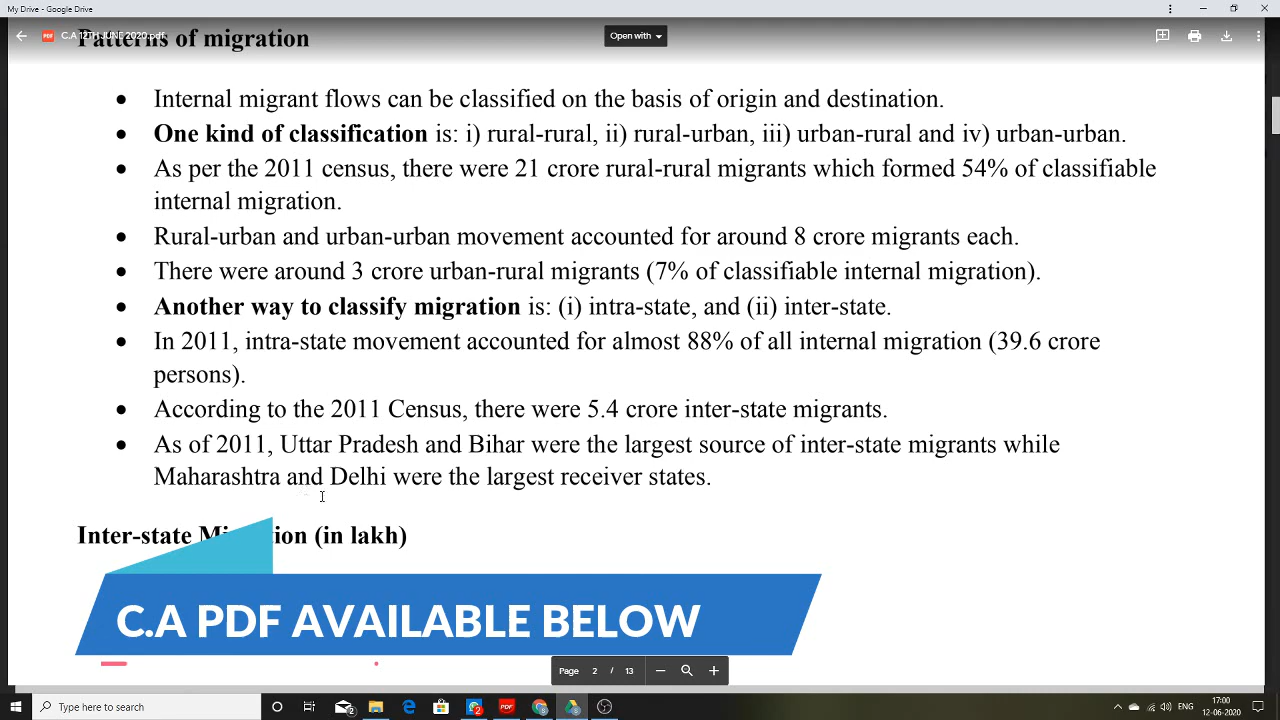 My Drive - Google Drive
C.A 12TH JUNE 2020.pdf
Open with
Patterns of migration
• Internal migrant flows can be classified on the basis of origin and destination.
• One kind of classification is: i) rural-rural, ii) rural-urban, iii) urban-rural and iv) urban-urban.
• As per the 2011 census, there were 21 crore rural-rural migrants which formed 54% of classifiable
internal migration.
• Rural-urban and urban-urban movement accounted for around 8 crore migrants each.
• There were around 3 crore urban-rural migrants (7% of classifiable internal migration).
• Another way to classify migration is: (i) intra-state, and (ii) inter-state.
• In 2011, intra-state movement accounted for almost 88% of all internal migration (39.6 crore
persons).
• According to the 2011 Census, there were 5.4 crore inter-state migrants.
• As of 2011, Uttar Pradesh and Bihar were the largest source of inter-state migrants while
Maharashtra and Delhi were the largest receiver states.
Inter-state Migration (in lakh)
C.A PDF AVAILABLE BELOW
Page 2 / 13
Type here to search
17:00
12-06-2020